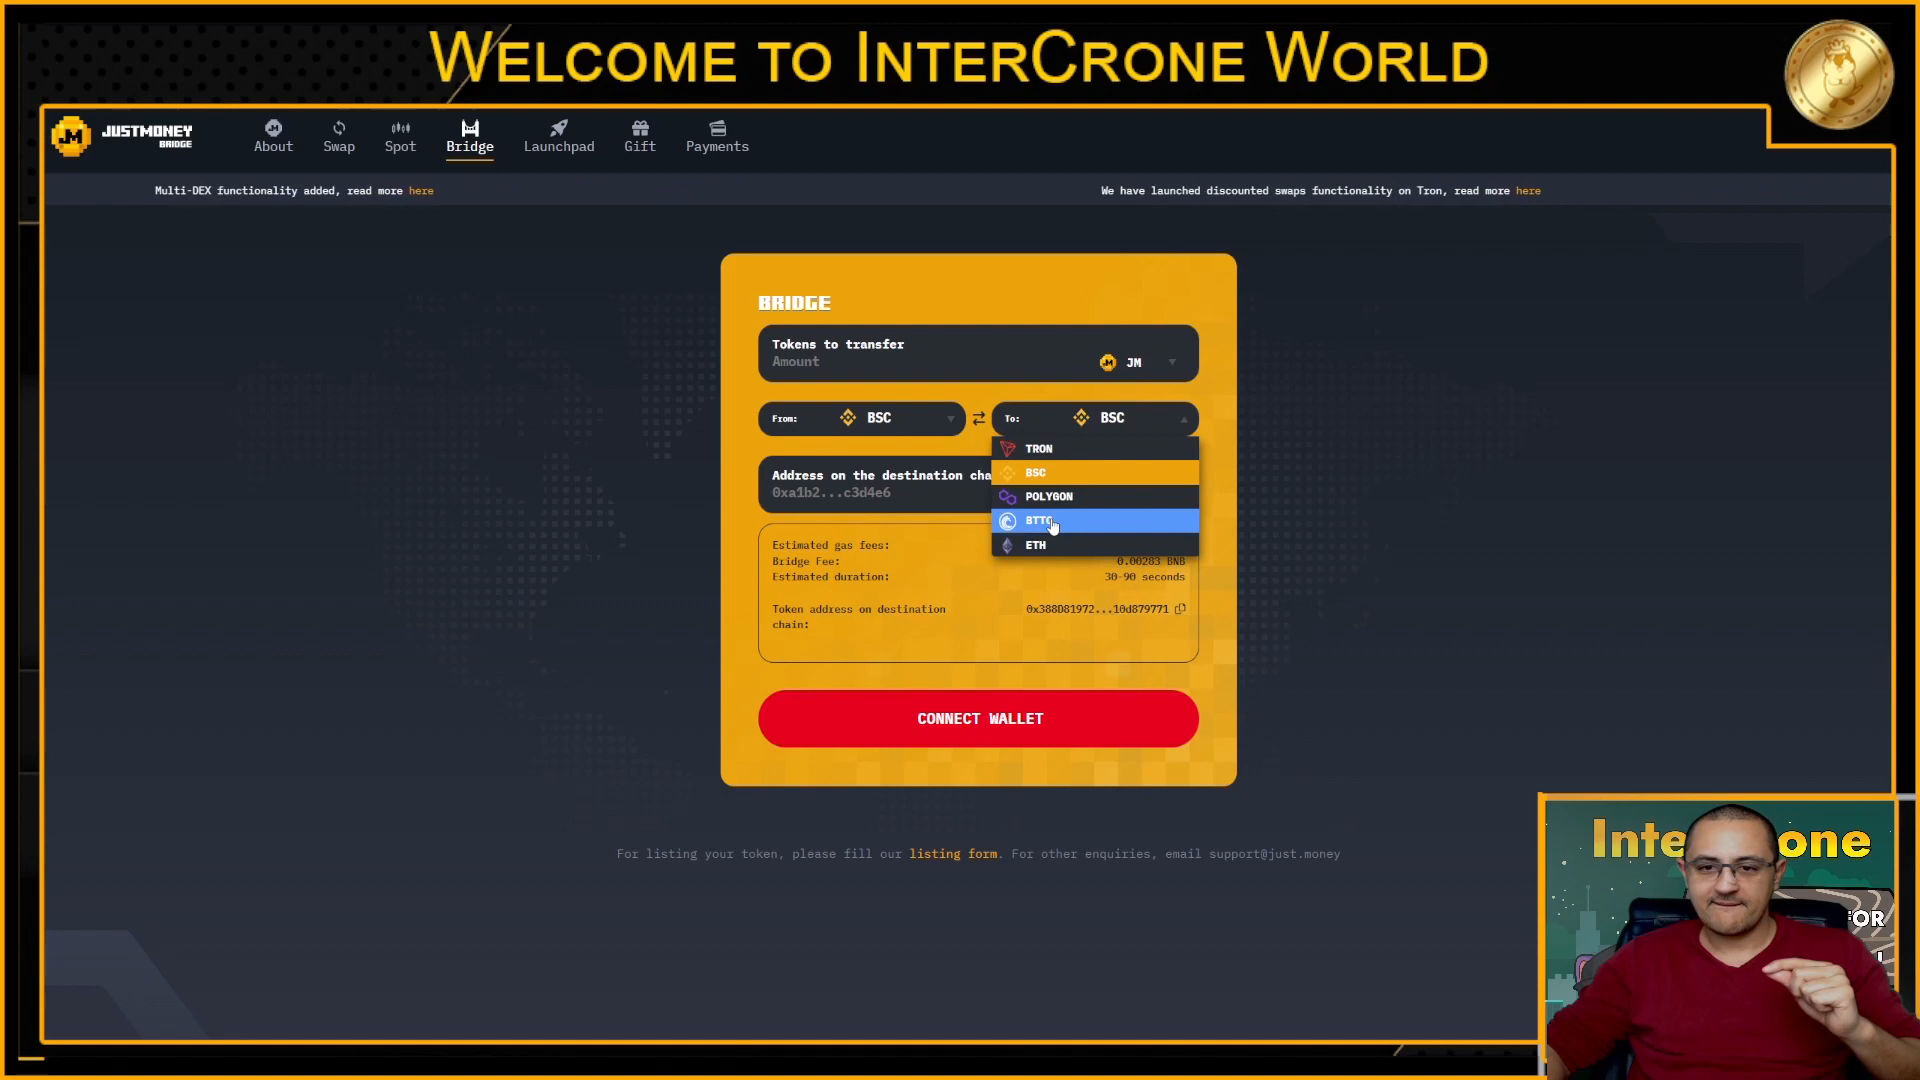 WELCOME TO INTERCRONE WORLD
JUSTMONEY
BRIDGE
About
Swap
Spot
Bridge
Launchpad
Gift
Payments
Multi-DEX functionality added, read more here
We have launched discounted swaps functionality on Tron, read more here
BRIDGE
Tokens to transfer
Amount
JM
From:
BSC
To:
BSC
TRON
BSC
POLYGON
BTTC
ETH
Address on the destination cha
0xa1b2...c3d4e6
Estimated gas fees:
Bridge Fee:
0.00283 BNB
Estimated duration:
30-90 seconds
Token address on destination
chain:
0x388D81972...10d879771
CONNECT WALLET
For listing your token, please fill our listing form. For other enquiries, email support@just.money